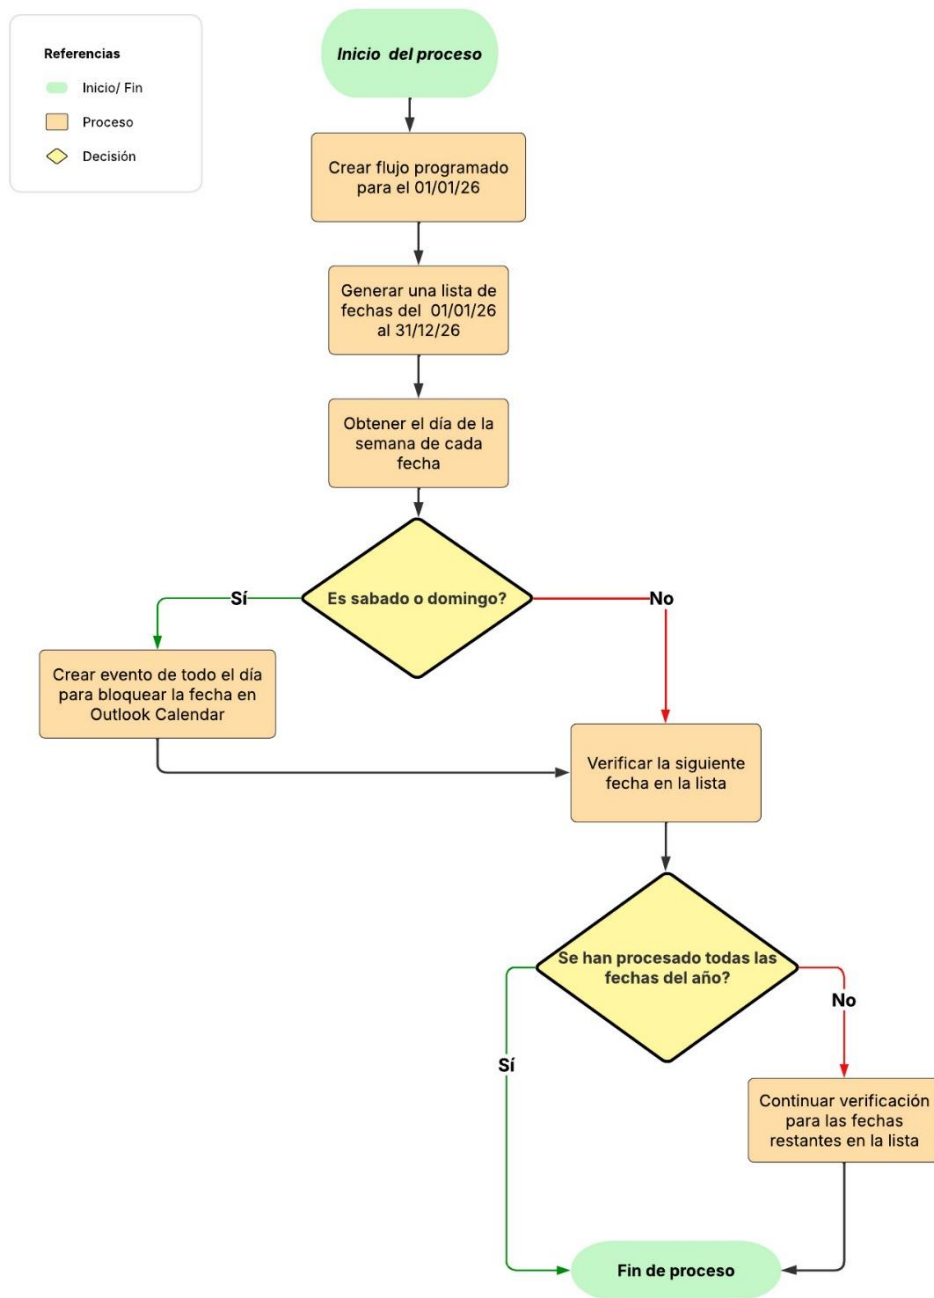 Referencias
Inicio/ Fin
Proceso
Decisión
Inicio del proceso
Crear flujo programado
para el 01/01/26
Generar una lista de
fechas del 01/01/26
al 31/12/26
Obtener el día de la
semana de cada
fecha
Es sabado o domingo?
Sí
No
Crear evento de todo el día
para bloquear la fecha en
Outlook Calendar
Verificar la siguiente
fecha en la lista
Se han procesado todas las
fechas del año?
No
Sí
Continuar verificación
para las fechas
restantes en la lista
Fin de proceso